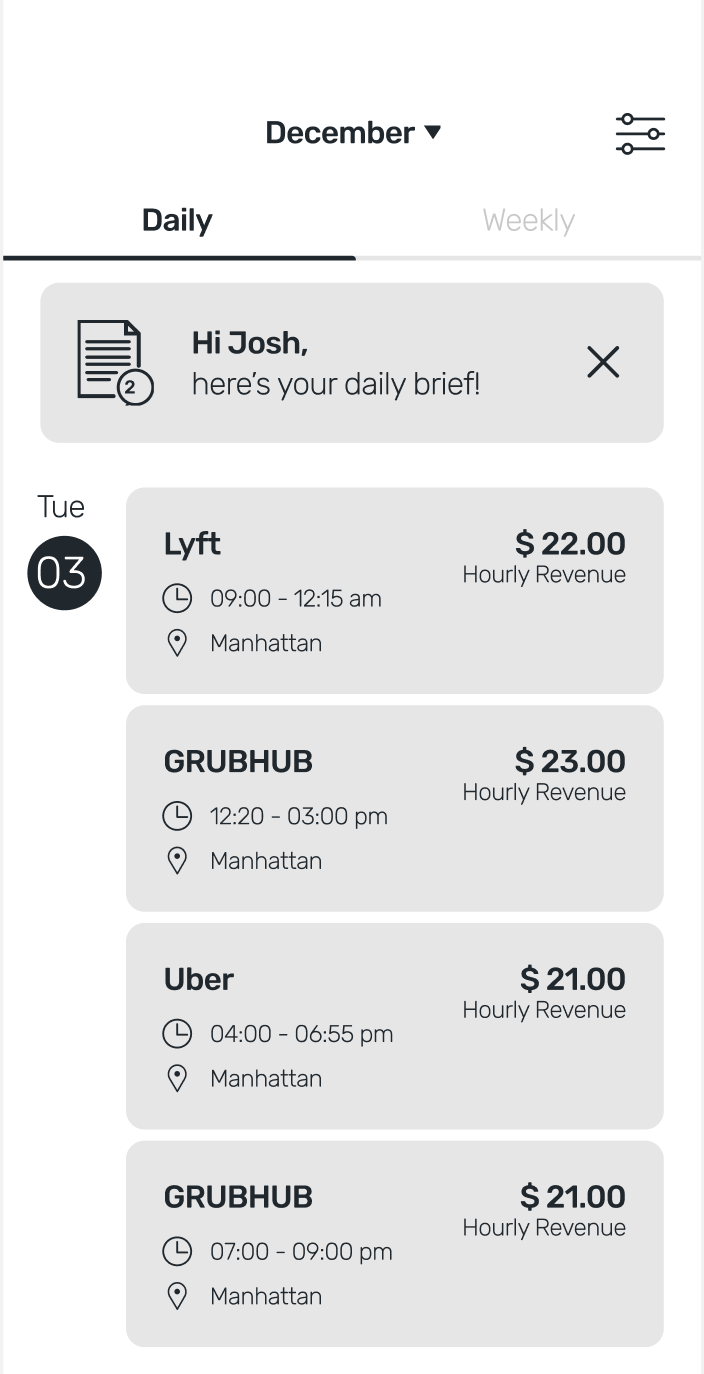 December
Daily
Weekly
Hi Josh,
here's your daily brief!
2
Tue
03
Lyft
$ 22.00
Hourly Revenue
09:00 - 12:15 am
Manhattan
GRUBHUB
$ 23.00
Hourly Revenue
12:20 - 03:00 pm
Manhattan
Uber
$ 21.00
Hourly Revenue
04:00 - 06:55 pm
Manhattan
GRUBHUB
$ 21.00
Hourly Revenue
07:00 - 09:00 pm
Manhattan